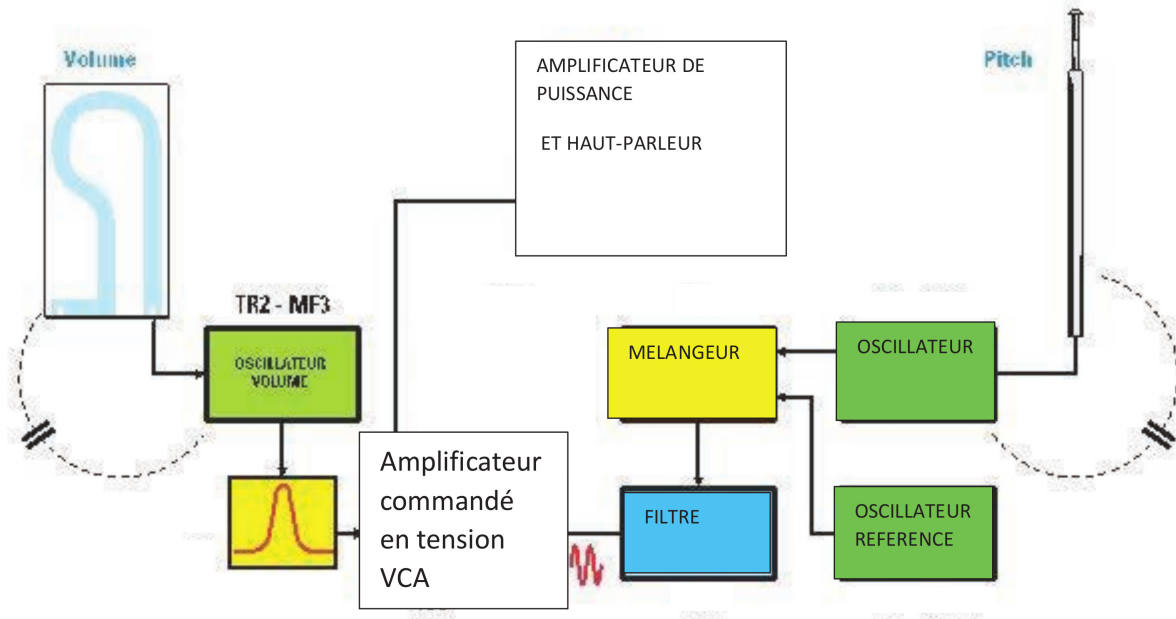 Volume
AMPLIFICATEUR DE
PUISSANCE
ET HAUT-PARLEUR
Pitch
TR2 - MF3
OSCILLATEUR
VOLUME
MELANGEUR
OSCILLATEUR
Amplificateur
commandé
en tension
VCA
FILTRE
OSCILLATEUR
REFERENCE